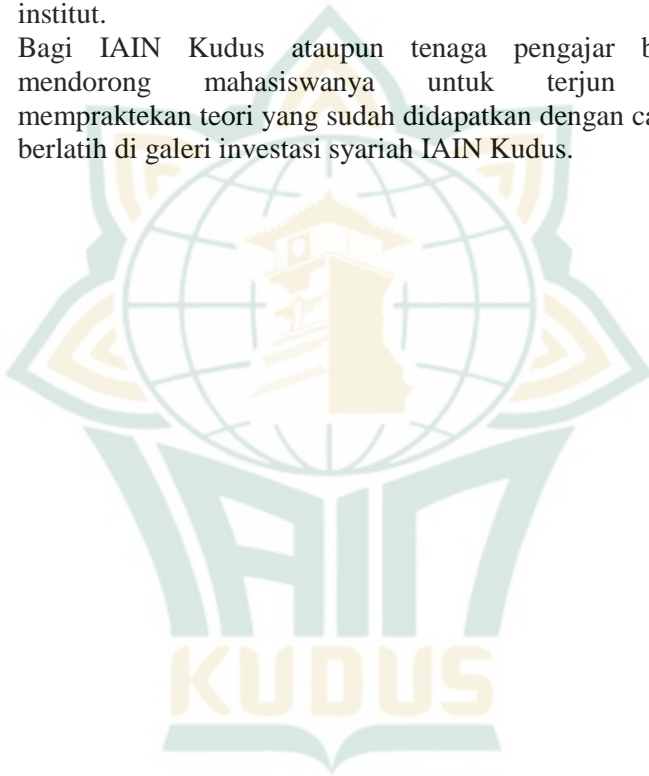 institut.
Bagi IAIN Kudus ataupun tenaga pengajar
mendorong mahasiswanya untuk terjun
mempraktekan teori yang sudah didapatkan dengan
berlatih di galeri investasi syariah IAIN Kudus.
IAIN
KUDUS